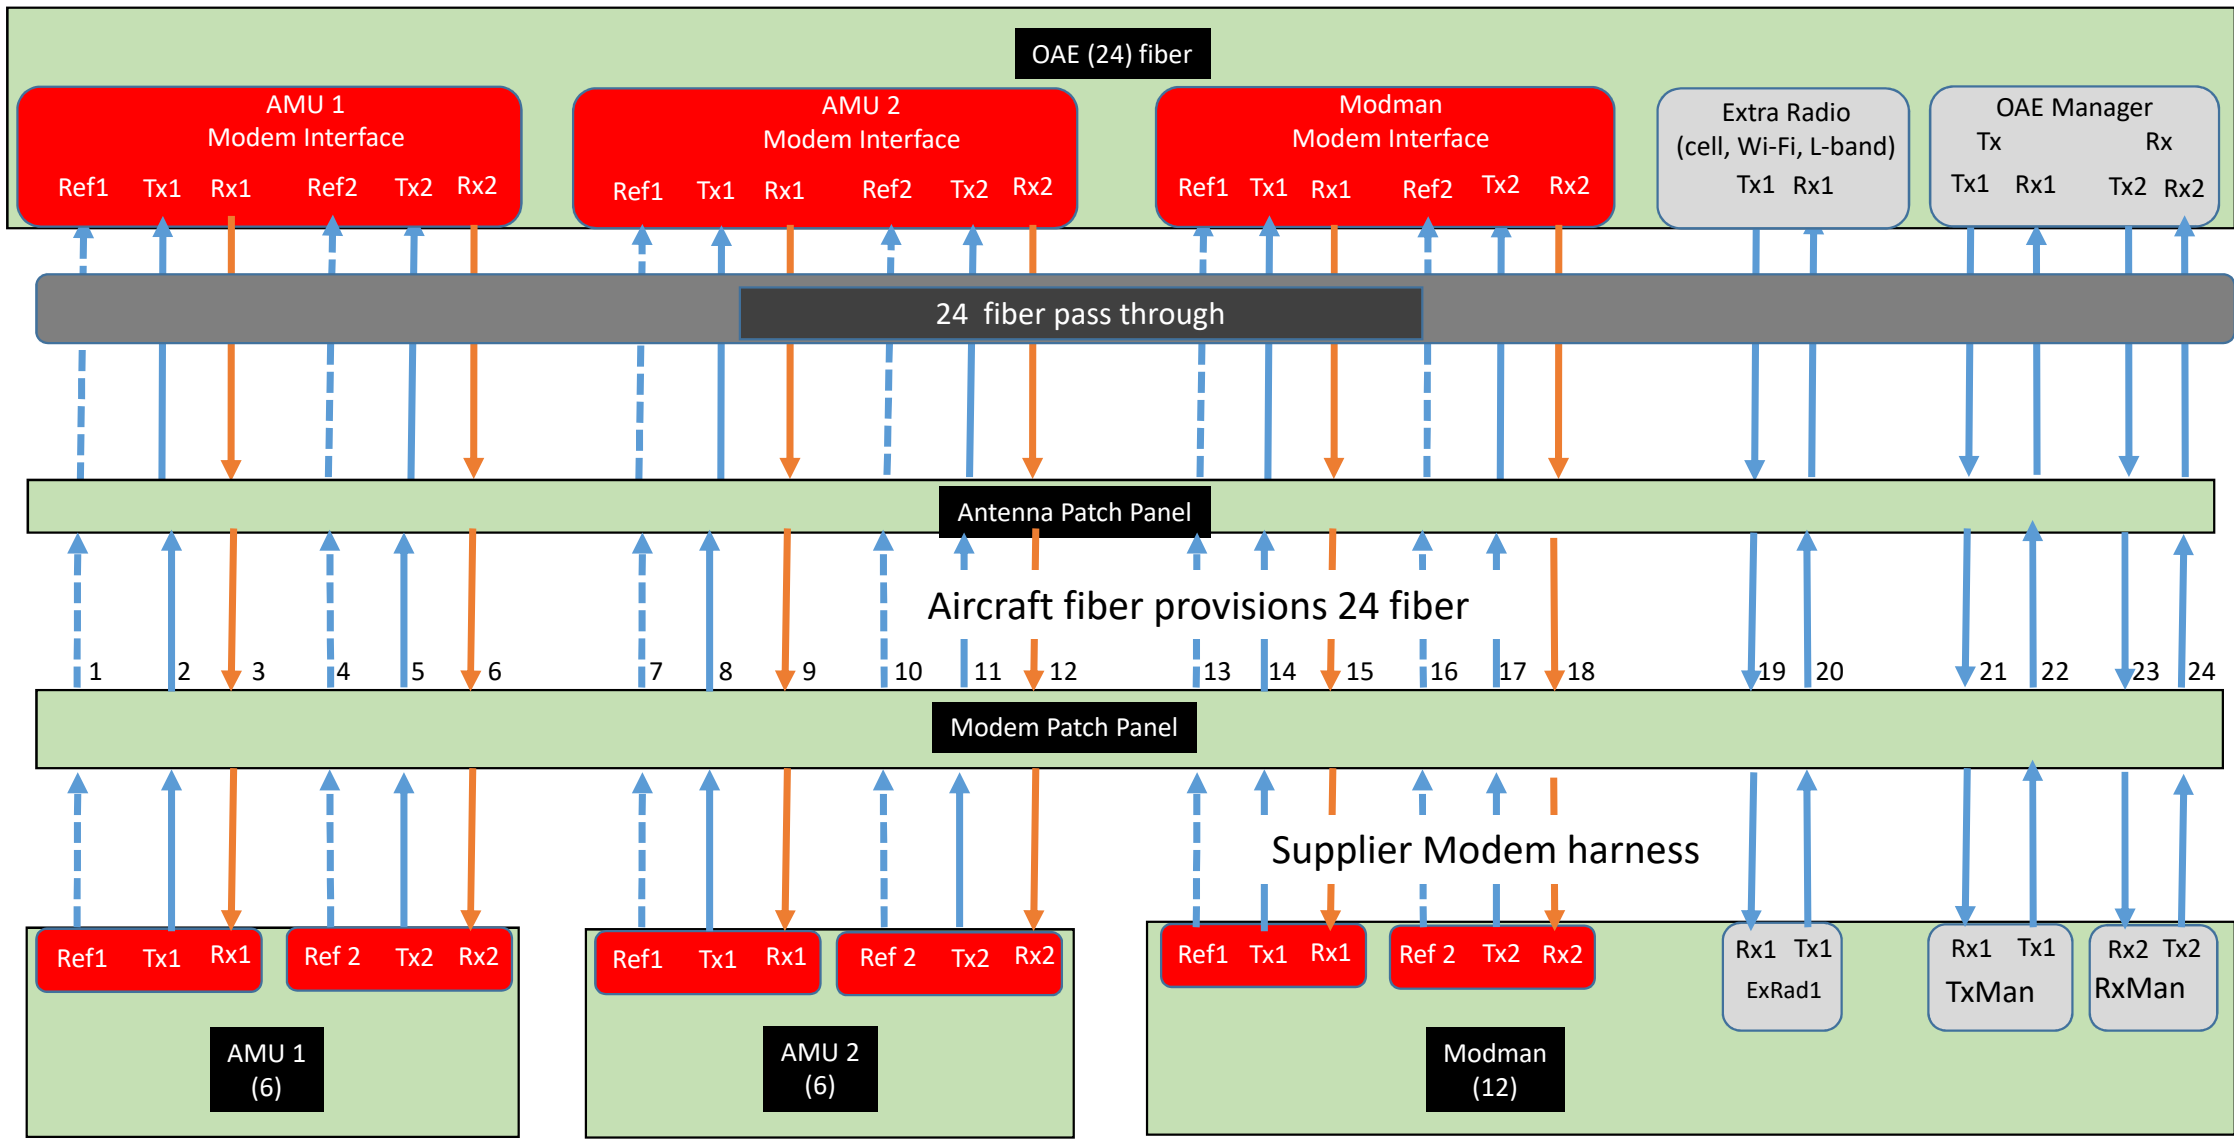 OAE (24) fiber
AMU 1
Modem Interface
Ref1 Tx1 Rx1 Ref2 Tx2 Rx2
AMU 2
Modem Interface
Ref1 Tx1 Rx1 Ref2 Tx2 Rx2
Modman
Modem Interface
Ref1 Tx1 Rx1 Ref2 Tx2 Rx2
Extra Radio
(cell, Wi-Fi, L-band)
Tx1 Rx1
OAE Manager
Tx Rx
Tx1 Rx1 Tx2 Rx2
24 fiber pass through
Antenna Patch Panel
Aircraft fiber provisions 24 fiber
1 2 3 4 5 6 7 8 9 10 11 12 13 14 15 16 17 18 19 20 21 22 23 24
Modem Patch Panel
Supplier Modem harness
Ref1 Tx1 Rx1 Ref 2 Tx2 Rx2
AMU 1
(6)
Ref1 Tx1 Rx1 Ref 2 Tx2 Rx2
AMU 2
(6)
Ref1 Tx1 Rx1 Ref 2 Tx2 Rx2
Modman
(12)
Rx1 Tx1
ExRad1
Rx1 Tx1
TxMan
Rx2 Tx2
RxMan